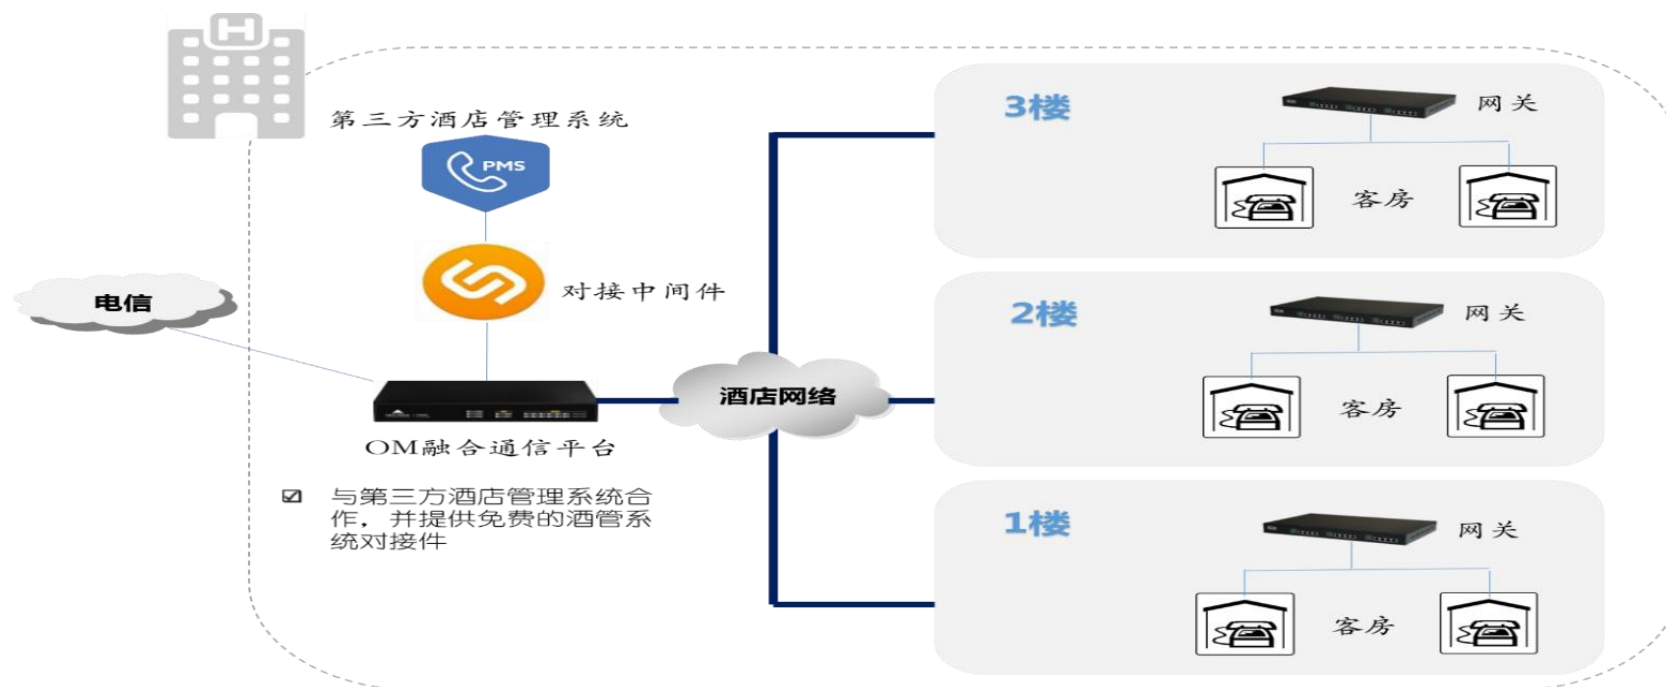 H
第三方酒店管理系统
PMS
对接中间件
电信
OM融合通信平台
酒店网络
与第三方酒店管理系统合
作，并提供免费的酒管系
统对接件
3楼
网关
客房
2楼
网关
客房
1楼
网关
客房